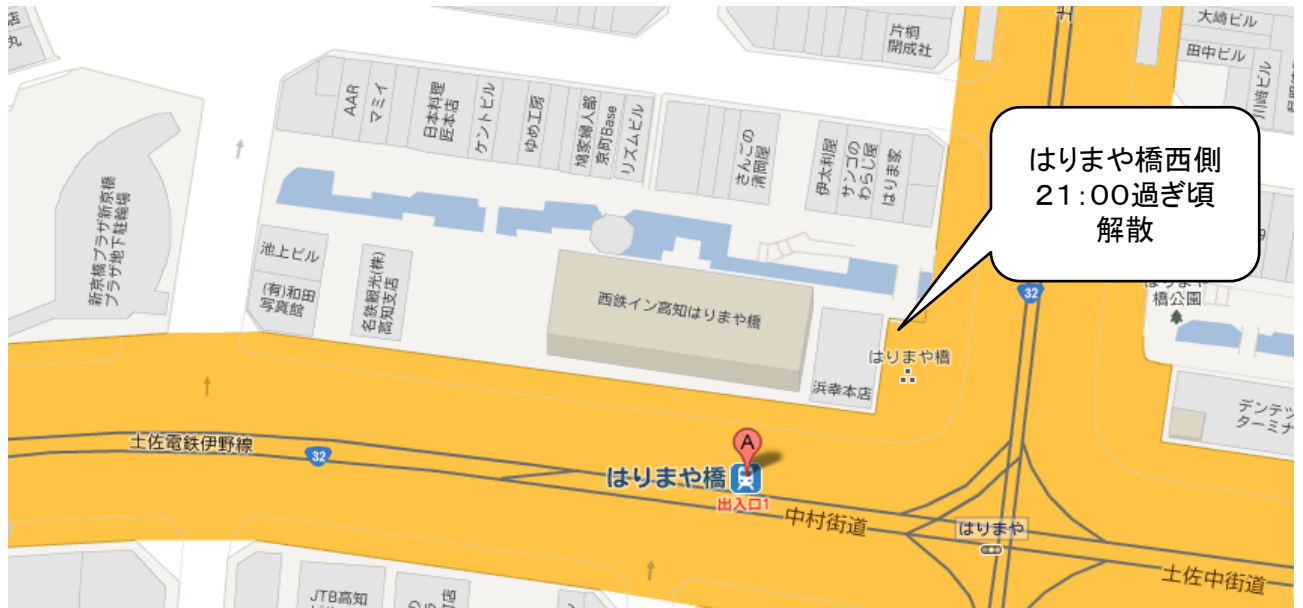 店
丸
AAR
マミイ
日本料理
匠本店
ケントビル
ゆめ工房
鳩家婦人部
京町Base
リズムビル
さんごの
清岡屋
伊太利屋
サンゴの
わらじ屋
はりま家
片桐
開成社
大崎ビル
田中ビル
川崎ビル
はりまや橋西側
21:00過ぎ頃
解散
新京橋プラザ新京橋
プラザ地下駐輪場
池上ビル
(有)和田
写真館
名鉄観光(株)
高知支店
西鉄イン高知はりまや橋
浜幸本店
はりまや橋
32
はりまや
橋公園
デンテツ
ターミナ
土佐電鉄伊野線
32
A
はりまや橋
出入口1
中村街道
はりまや
土佐中街道
JTB高知